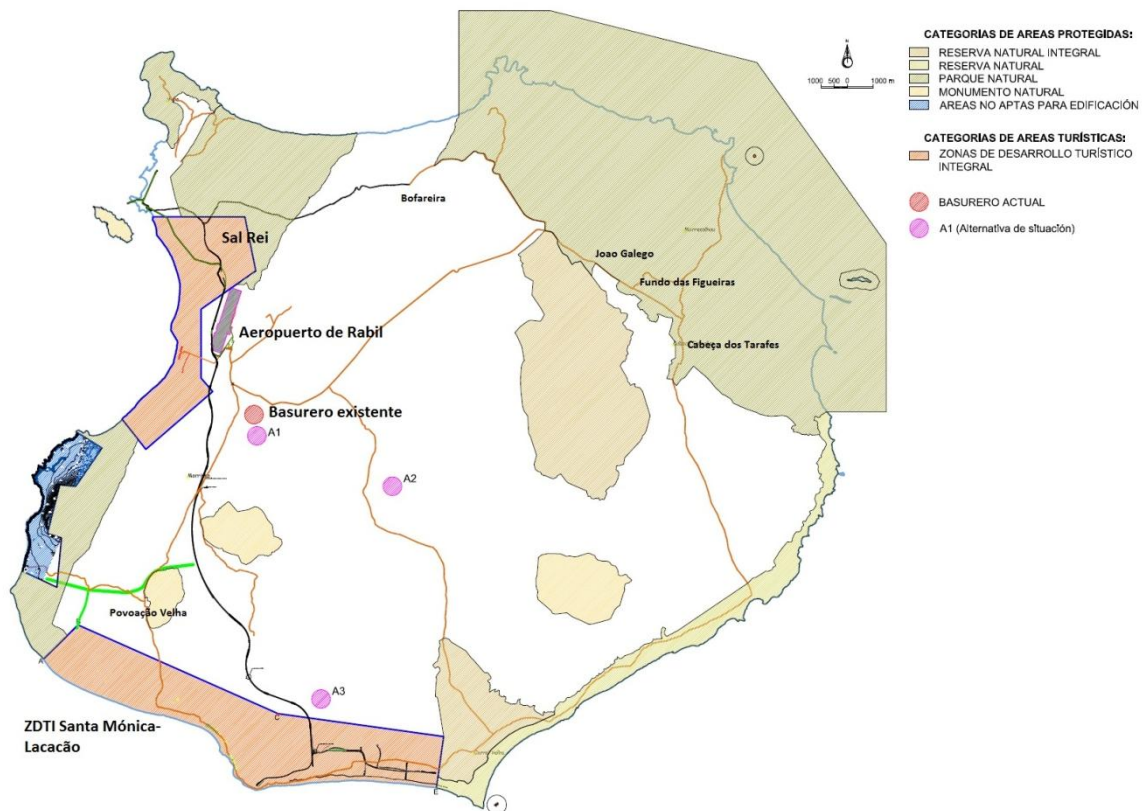 CATEGORIAS DE AREAS PROTEGIDAS:
RESERVA NATURAL INTEGRAL
RESERVA NATURAL
PARQUE NATURAL
MONUMENTO NATURAL
AREAS NO APTAS PARA EDIFICACIÓN
CATEGORIAS DE AREAS TURÍSTICAS:
ZONAS DE DESARROLLO TURÍSTICO
INTEGRAL
BASURERO ACTUAL
A1 (Alternativa de situación)
N
1000 500 0 1000 m
Bofareira
Sal Rei
Joao Galego
Fundo das Figueiras
Aeropuerto de Rabil
Cabeça dos Tarafes
Basurero existente
A1
A2
Povoação Velha
A3
ZDTI Santa Mónica-
Lacacão